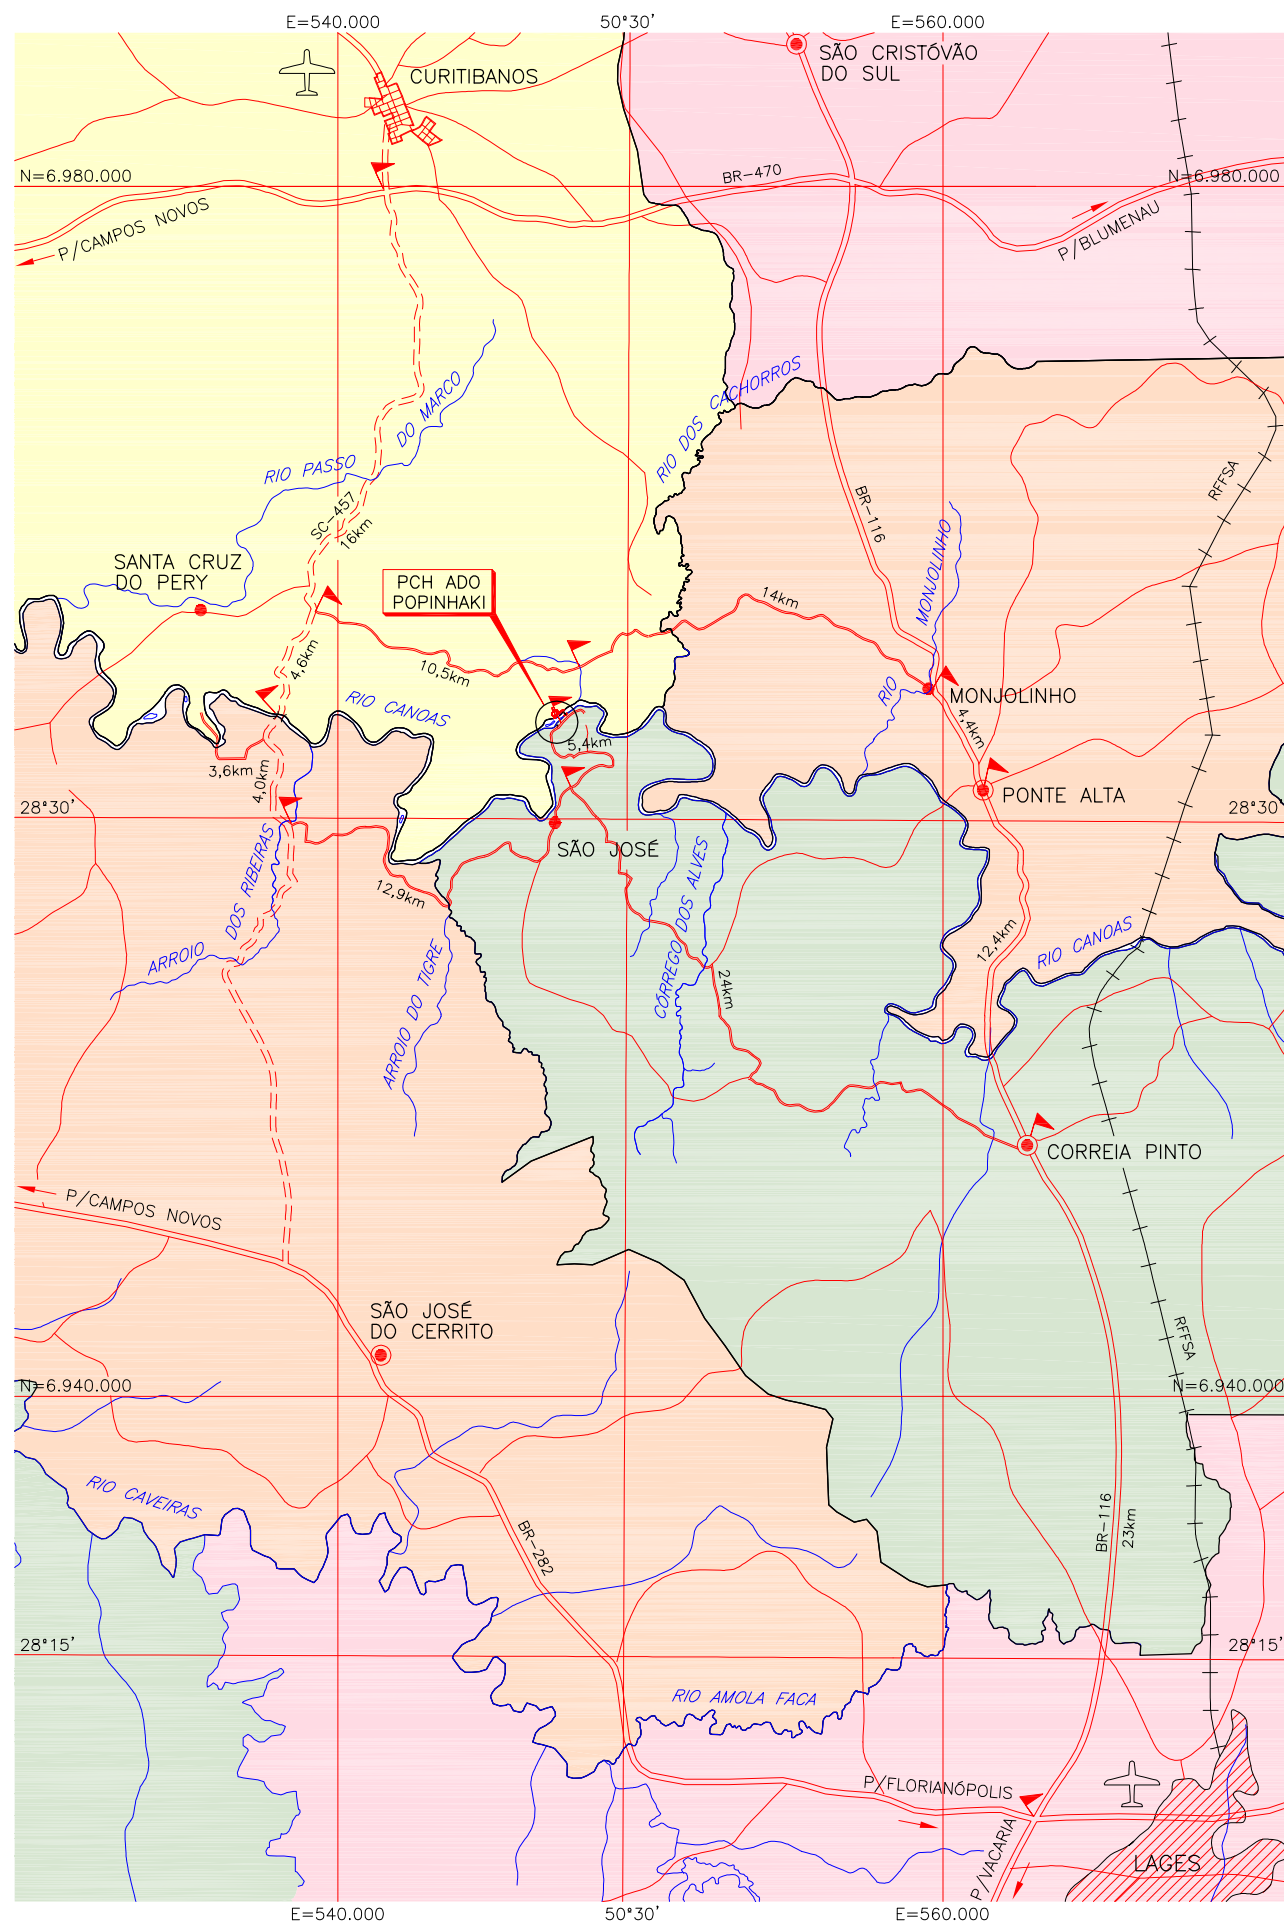 E=540.000
50°30'
E=560.000
CURITIBANOS
SÃO CRISTÓVÃO
DO SUL
N=6.980.000
BR-470
N=6.980.000
P/CAMPOS NOVOS
P/BLUMENAU
RIO DOS CACHORROS
DO MARCO
RIO PASSO
SC-457
16km
BR-116
RFFSA
MONJOLINHO
RIO
SANTA CRUZ
DO PERY
PCH ADO
POPINHAKI
14km
4,6km
10,5km
RIO CANOAS
MONJOLINHO
4,4km
5,4km
3,6km
4,0km
PONTE ALTA
28°30'
28°30
SÃO JOSÉ
DOS RIBEIRAS
ARROIO
12,9km
CÓRREGO DOS ALVES
12,4km
RIO CANOAS
ARROIO DO TIGRE
24km
CORREIA PINTO
P/CAMPOS NOVOS
SÃO JOSÉ
DO CERRITO
RFFSA
N=6.940.000
N=6.940.000
RIO CAVEIRAS
BR-282
BR-116
23km
28°15'
28°15'
RIO AMOLA FACA
P/FLORIANÓPOLIS
P/VACARIA
LAGES
E=540.000
50°30'
E=560.000